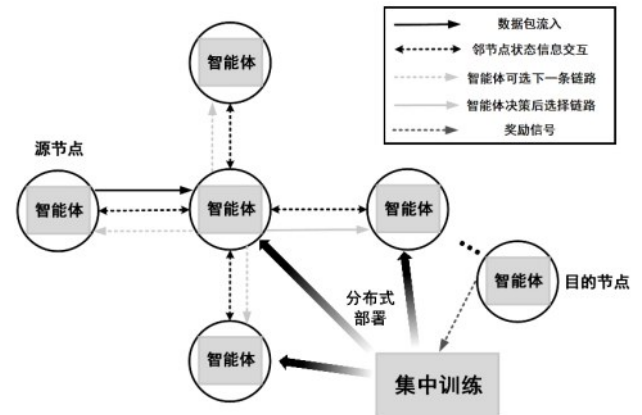 数据包流入
邻节点状态信息交互
智能体可选下一条链路
智能体决策后选择链路
奖励信号
智能体
源节点
智能体
智能体
智能体
智能体
目的节点
分布式
部署
智能体
集中训练